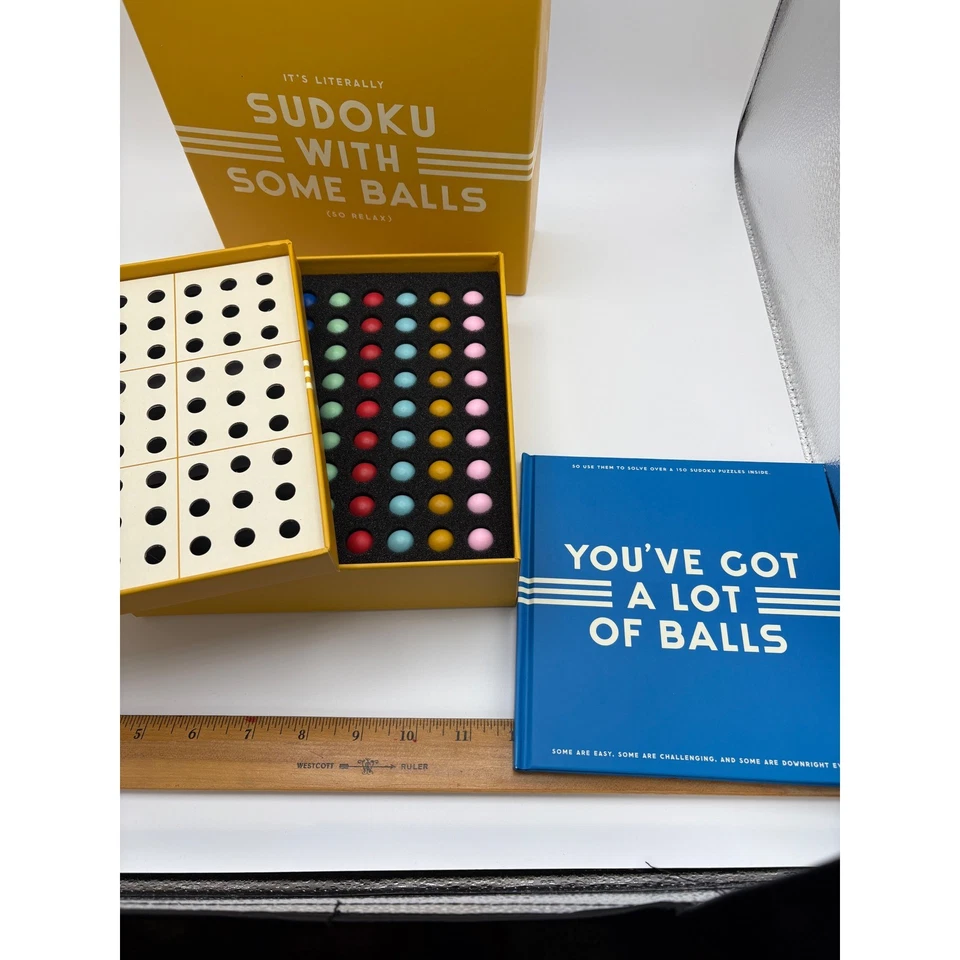 IT'S LITERALLY
SUDOKU
WITH
SOME BALLS
(SO RELAX)
SO USE THEM TO SOLVE OVER A 150 SUDOKU PUZZLES INSIDE.
YOU'VE GOT
A LOT
OF BALLS
SOME ARE EASY, SOME ARE CHALLENGING, AND SOME ARE DOWNRIGHT EV
5 6 7 8 9 10 11
WESTCOTT RULER